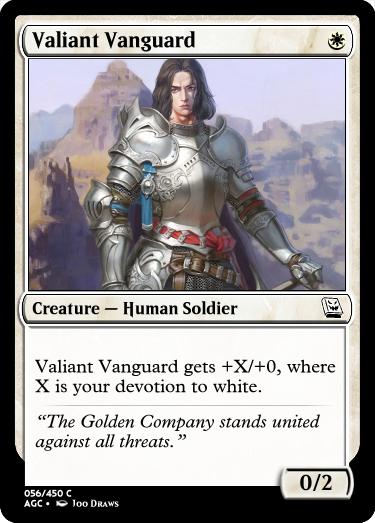 Valiant Vanguard
Creature — Human Soldier
Valiant Vanguard gets +X/+0, where
X is your devotion to white.
“The Golden Company stands united
against all threats.”
0/2
056/450 C
AGC • Joo Draws